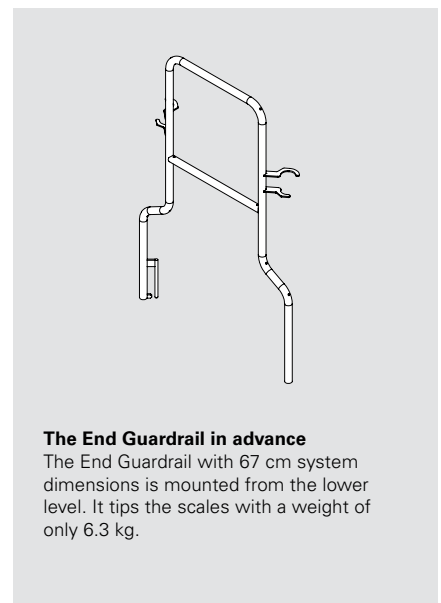 The End Guardrail in advance
The End Guardrail with 67 cm system
dimensions is mounted from the lower
level. It tips the scales with a weight of
only 6.3 kg.